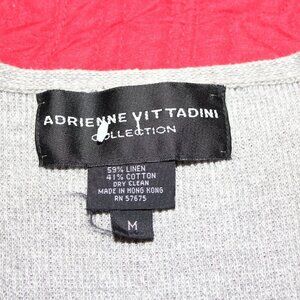 ADRIENNE VITTADINI
COLLECTION
59% LINEN
41% COTTON
DRY CLEAN
MADE IN HONG KONG
RN 57675
M